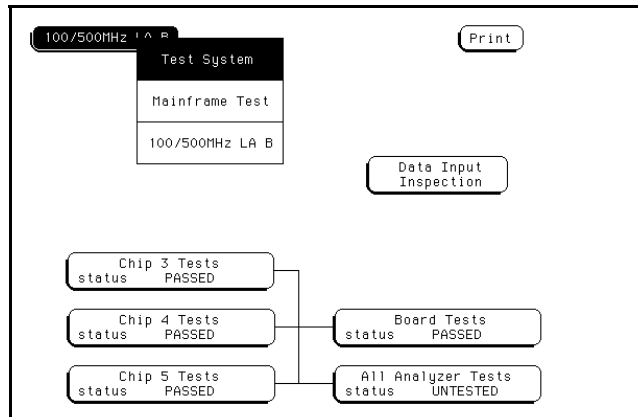 100/500MHz LA B
Print
Test System
Mainframe Test
100/500MHz LA B
Data Input
Inspection
Chip 3 Tests
status PASSED
Chip 4 Tests
status PASSED
Board Tests
status PASSED
Chip 5 Tests
status PASSED
All Analyzer Tests
status UNTESTED